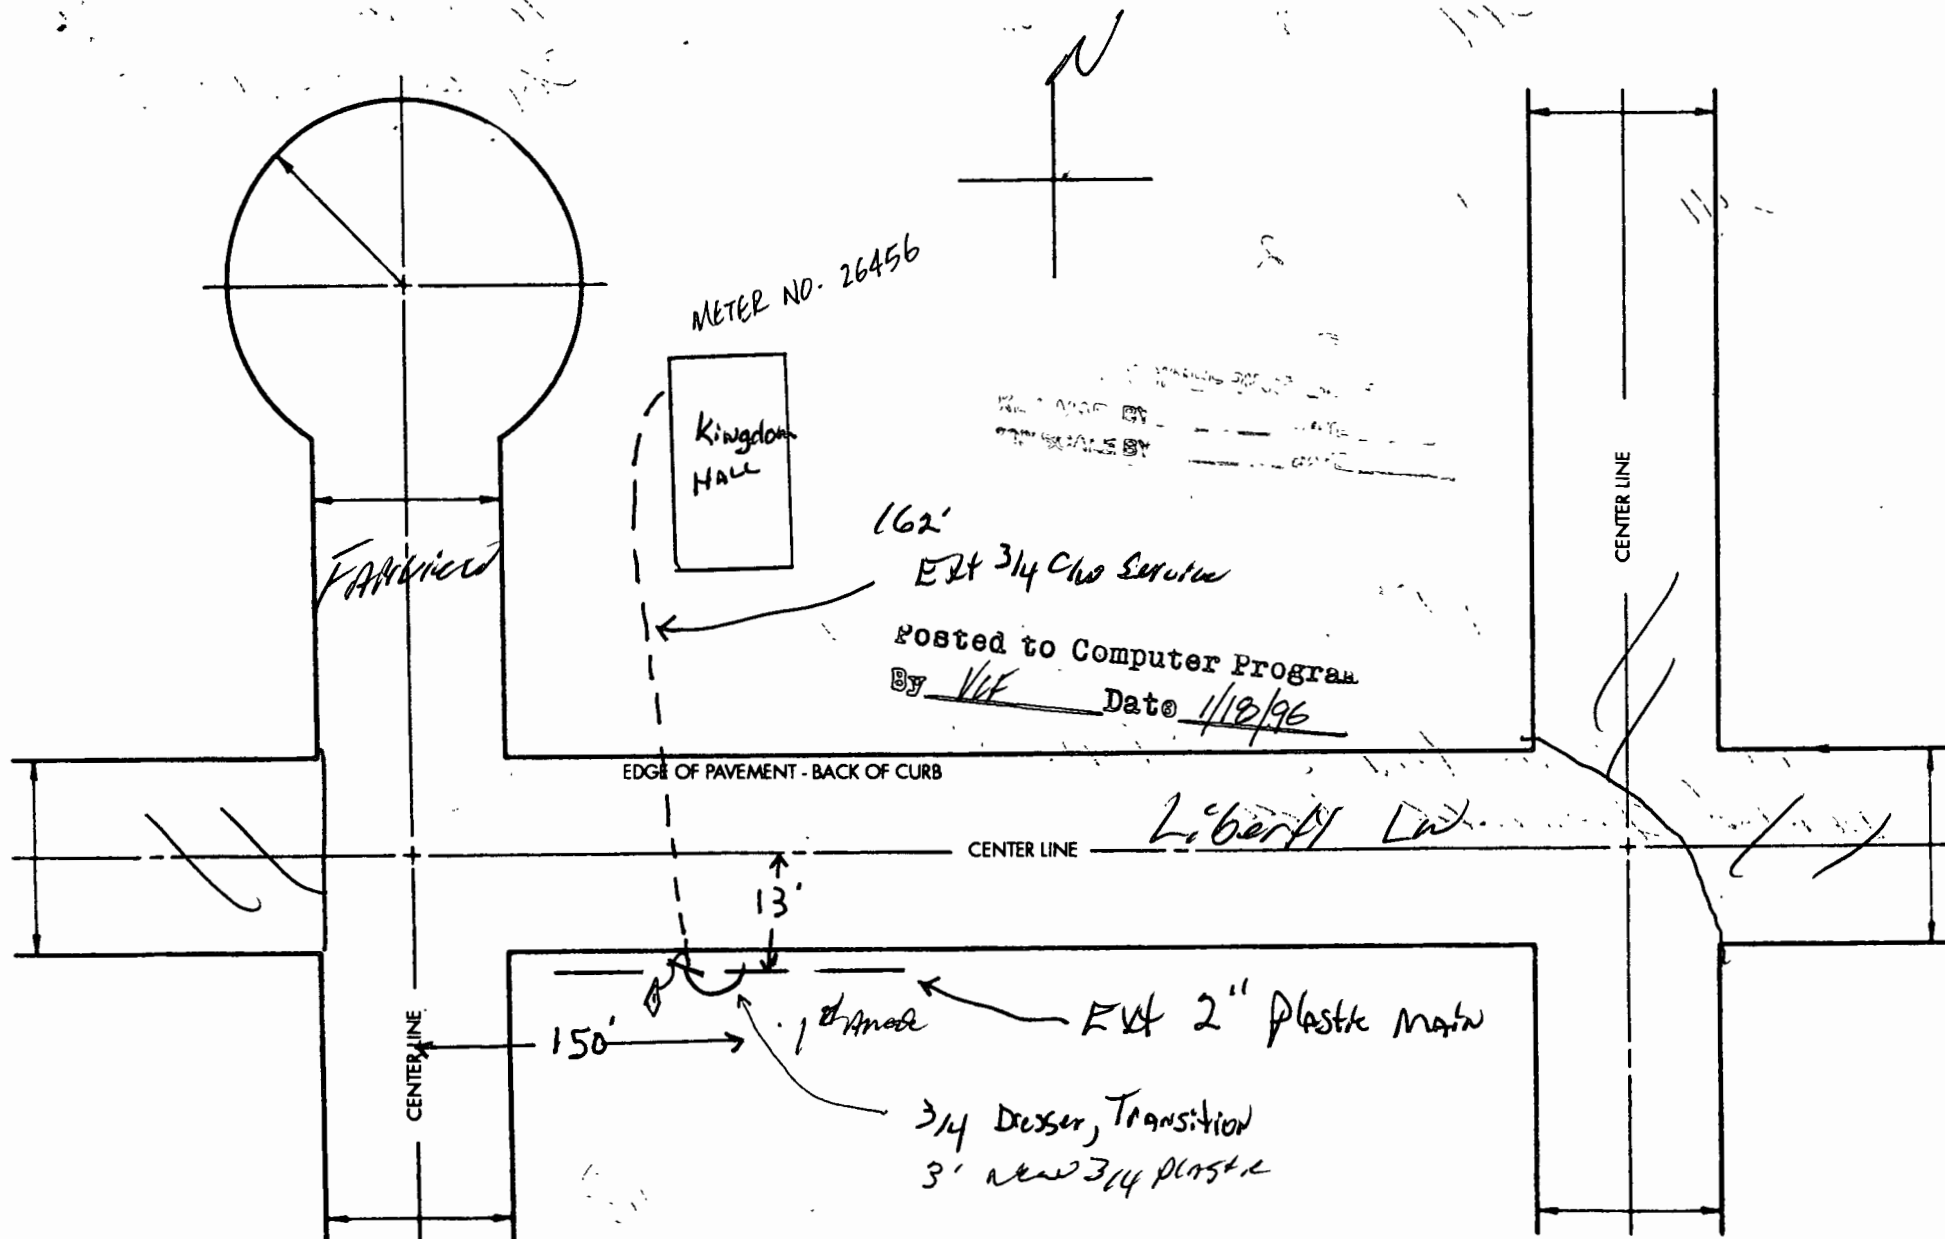 N
METER NO. 26456
Kingdom
HALL
162'
Ext 3/4 C/W Service
FAIRVIEW
CENTER LINE
Posted to Computer Program
By VCF Date 1/18/96
EDGE OF PAVEMENT - BACK OF CURB
Liberty Ln
CENTER LINE
13'
1# Anode
Ext 2" Plastic MAIN
150'
CENTER LINE
3/4 Dresser, Transition
3' New 3/4 plastic